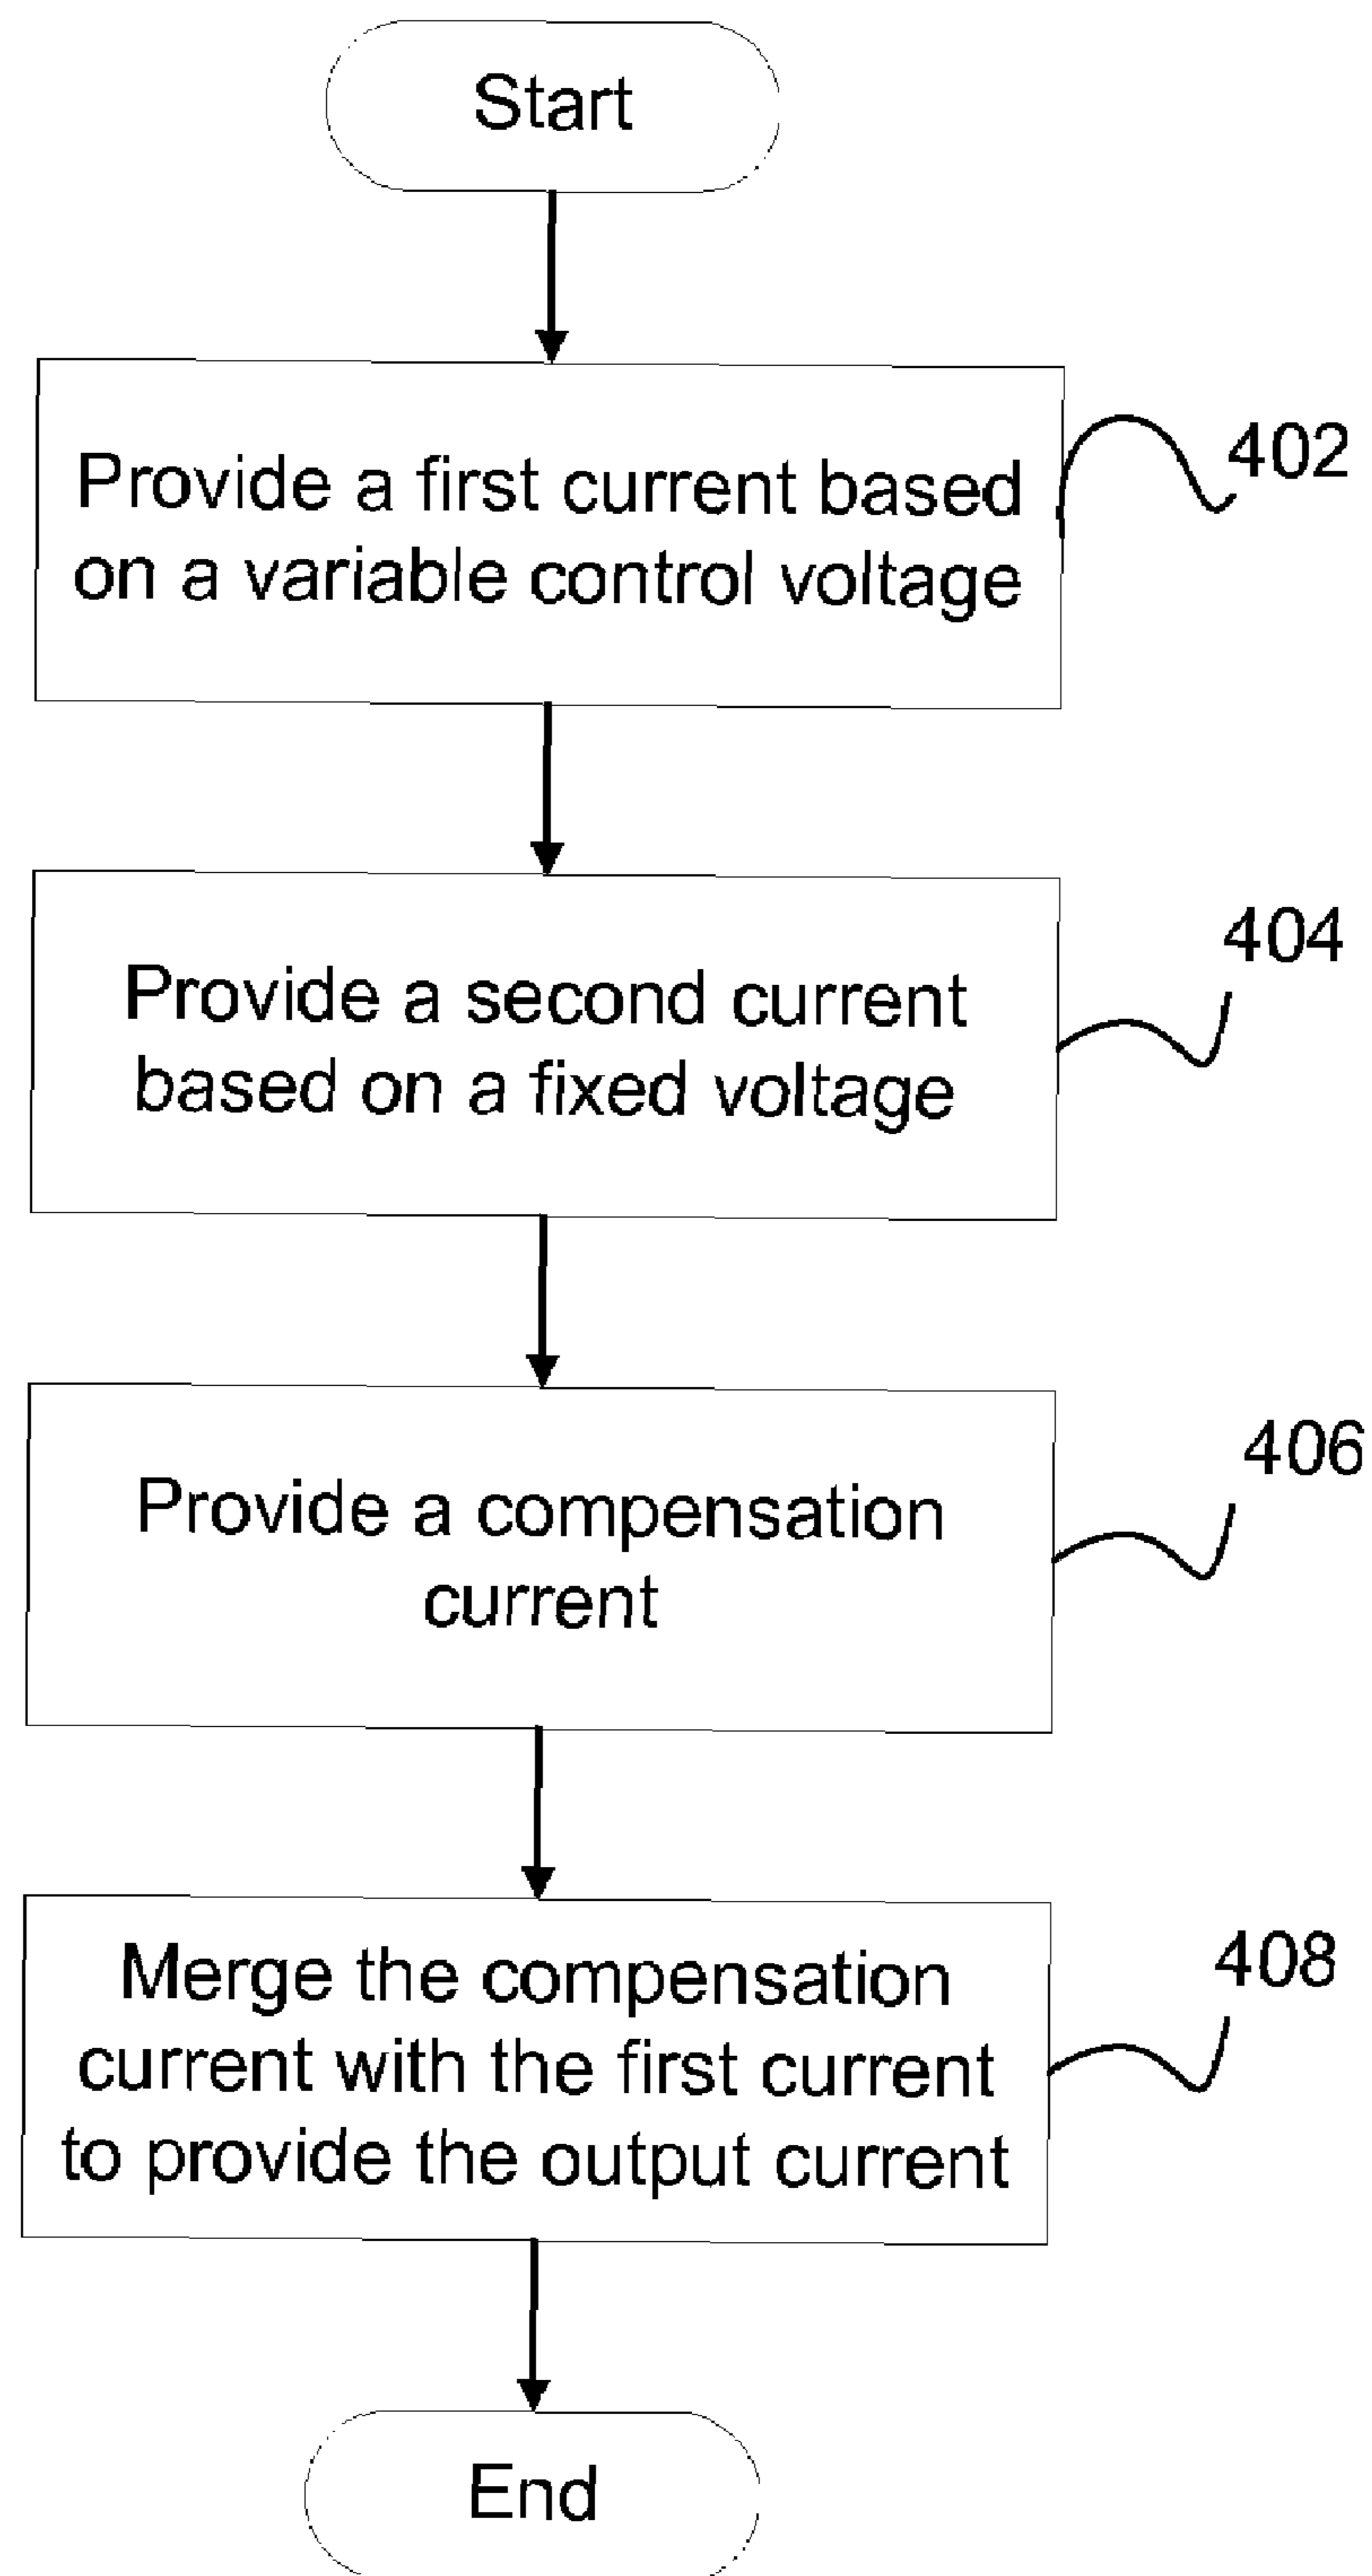 Start
Provide a first current based
on a variable control voltage
402
Provide a second current
based on a fixed voltage
404
Provide a compensation
current
406
Merge the compensation
current with the first current
to provide the output current
408
End